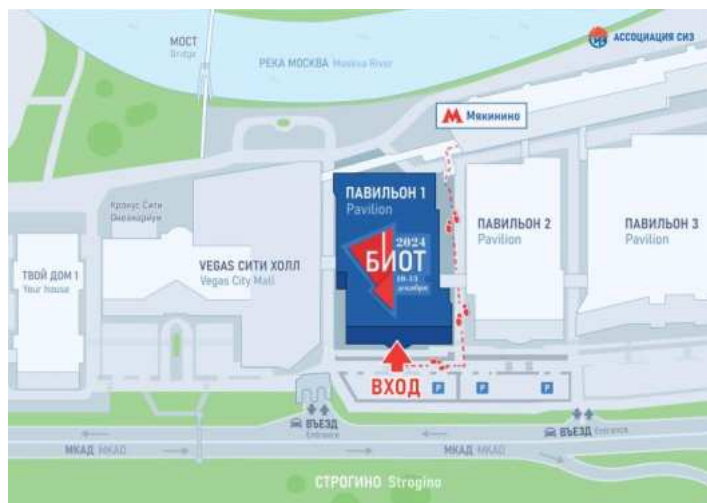 МОСТ
Bridge
РЕКА МОСКВА Moskva River
АССОЦИАЦИЯ СИЗ
М Мякинино
Крокус Сити
Океанариум
ПАВИЛЬОН 1
Pavilion
ПАВИЛЬОН 2
Pavilion
ПАВИЛЬОН 3
Pavilion
2024
БИОТ
10-13
декабря
ТВОЙ ДОМ 1
Your house
VEGAS СИТИ ХОЛЛ
Vegas City Mall
ВХОД
P
P
P
ВЪЕЗД
Entrance
ВЪЕЗД Entrance
МКАД MKAD
МКАД MKAD
СТРОГИНО Strogino